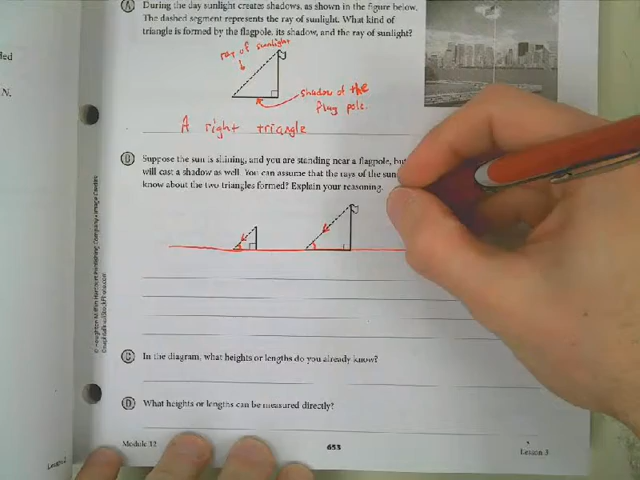 A During the day sunlight creates shadows, as shown in the figure below.
The dashed segment represents the ray of sunlight. What kind of
triangle is formed by the flagpole, its shadow, and the ray of sunlight?
ray of sunlight
shadow of the
flag pole.
A right triangle
B Suppose the sun is shining, and you are standing near a flagpole, but
will cast a shadow as well. You can assume that the rays of the sun
know about the two triangles formed? Explain your reasoning.
C In the diagram, what heights or lengths do you already know?
D What heights or lengths can be measured directly?
Module 12
653
Lesson 3
N.
© Houghton Mifflin Harcourt Publishing Company